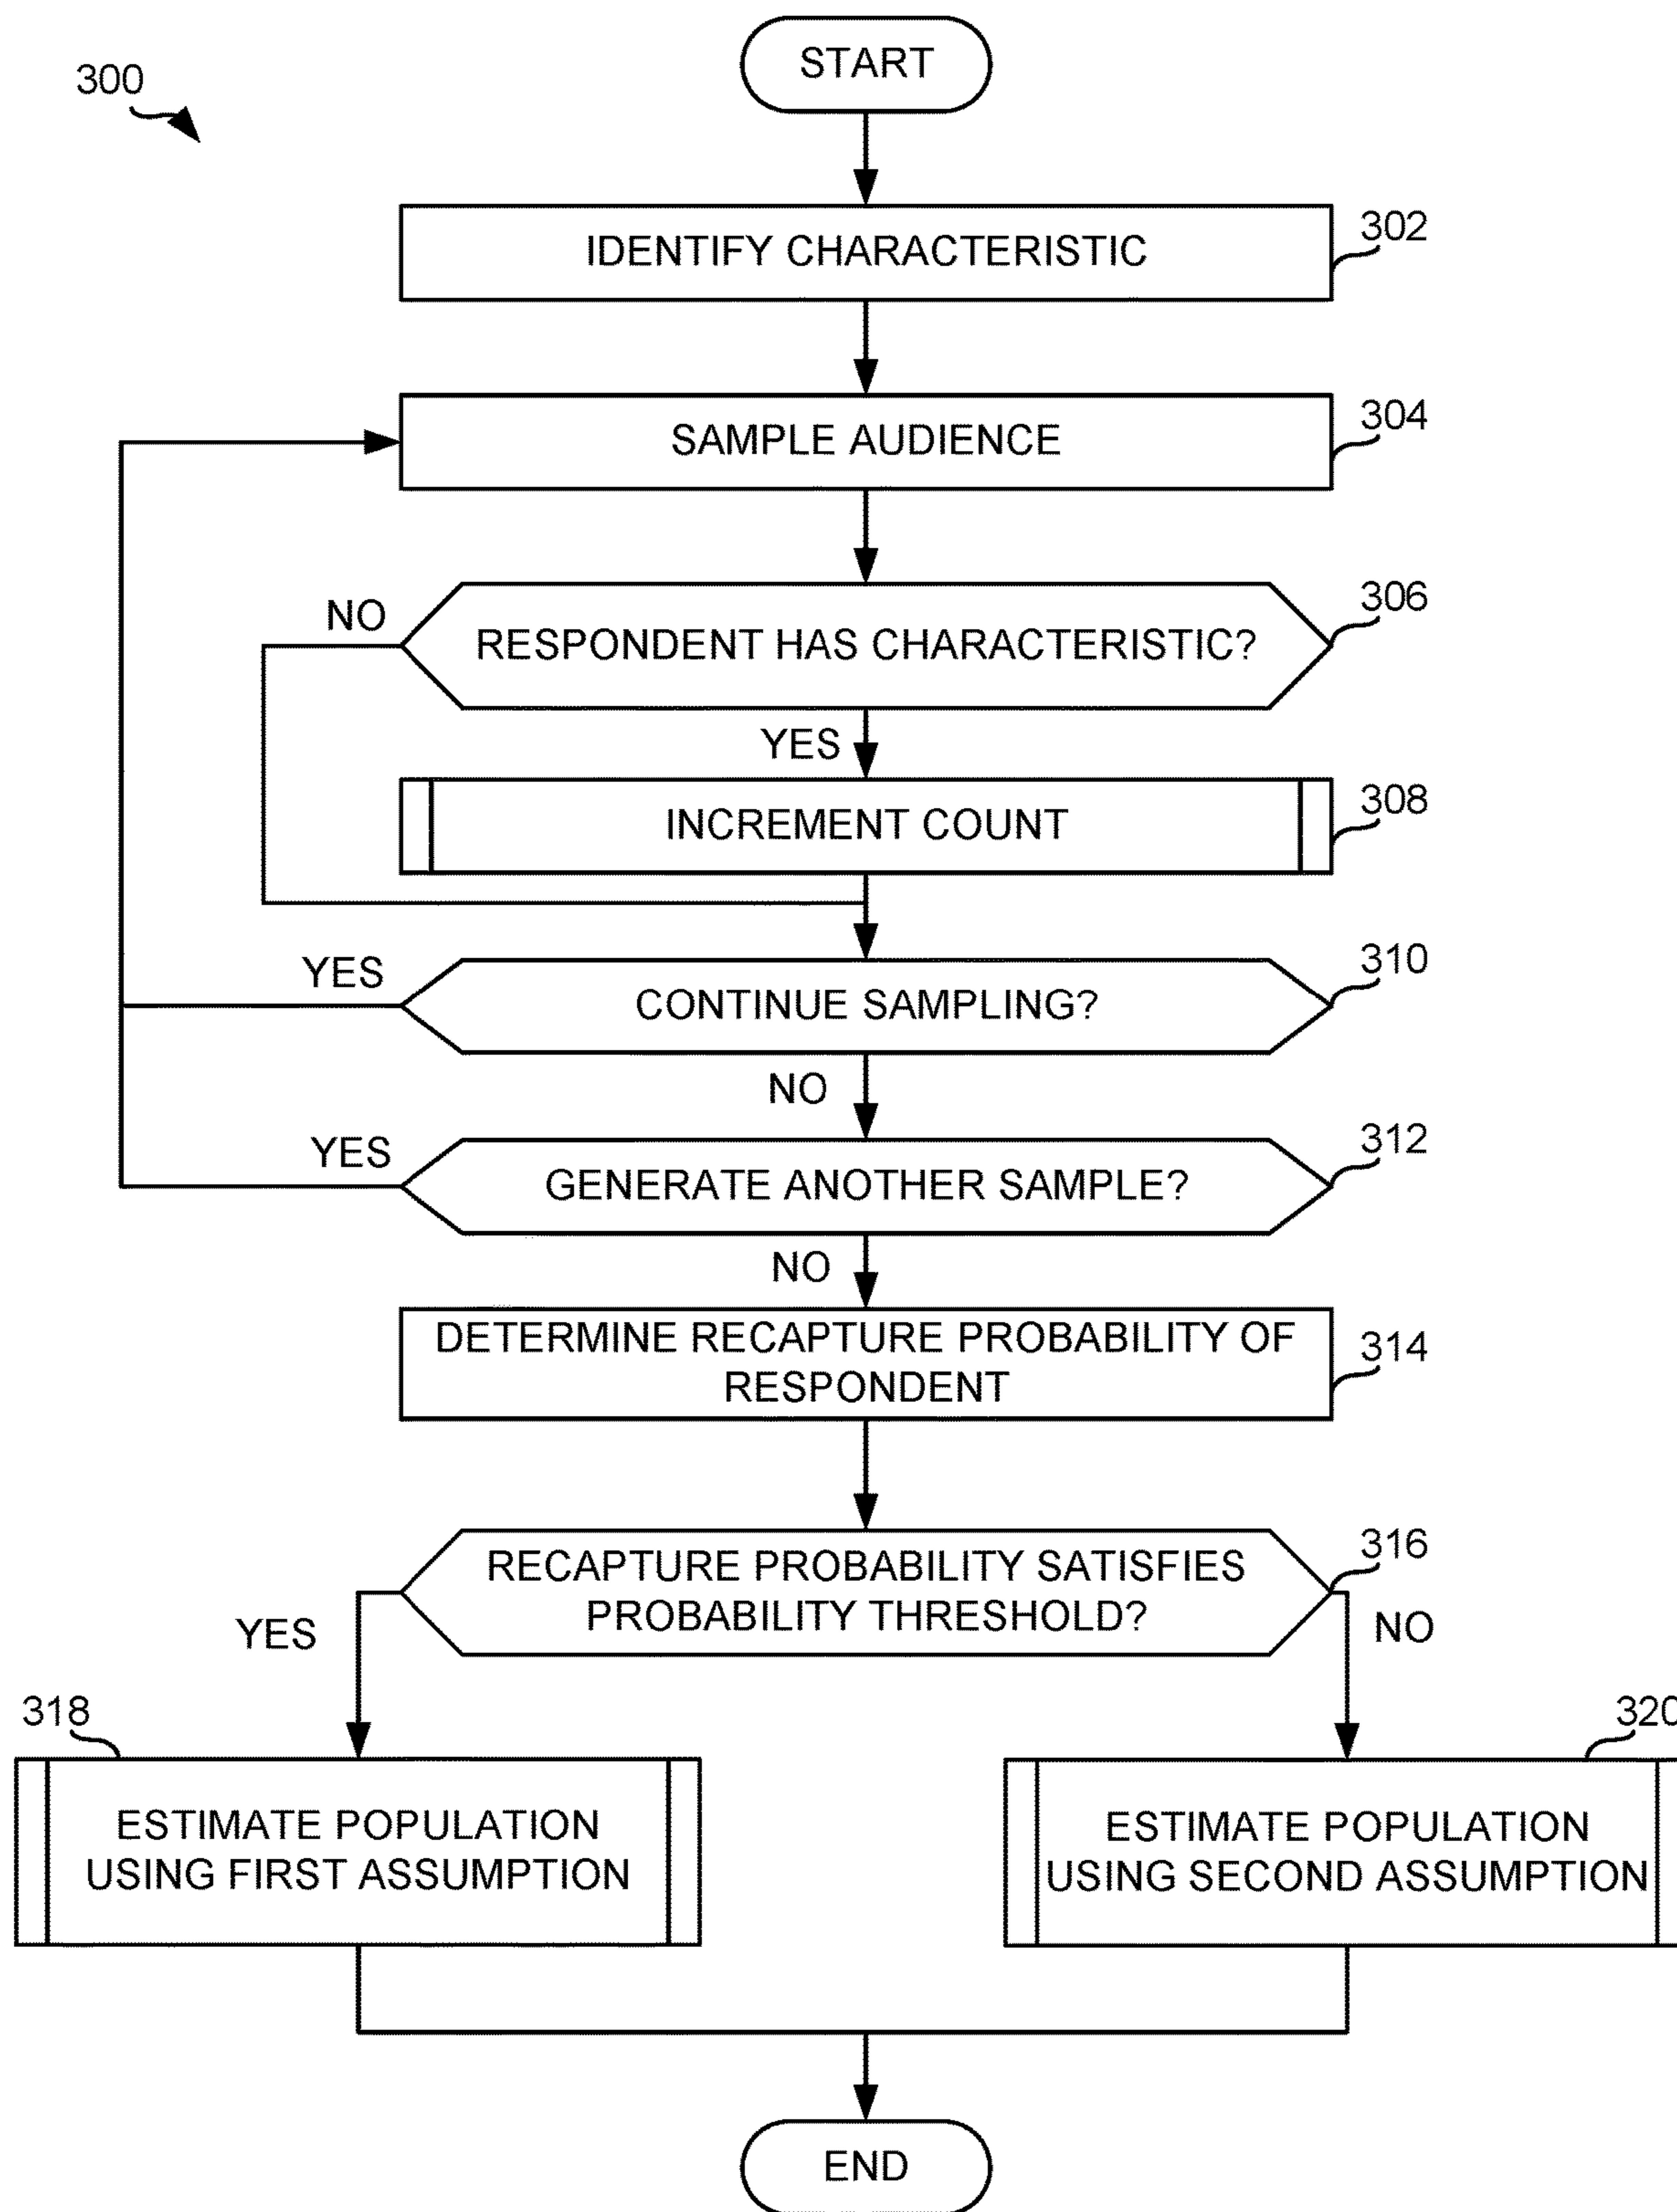 START
300
IDENTIFY CHARACTERISTIC
302
SAMPLE AUDIENCE
304
NO
RESPONDENT HAS CHARACTERISTIC?
306
YES
INCREMENT COUNT
308
YES
CONTINUE SAMPLING?
310
NO
YES
GENERATE ANOTHER SAMPLE?
312
NO
DETERMINE RECAPTURE PROBABILITY OF
RESPONDENT
314
RECAPTURE PROBABILITY SATISFIES
PROBABILITY THRESHOLD?
316
YES
NO
318
320
ESTIMATE POPULATION
USING FIRST ASSUMPTION
ESTIMATE POPULATION
USING SECOND ASSUMPTION
END